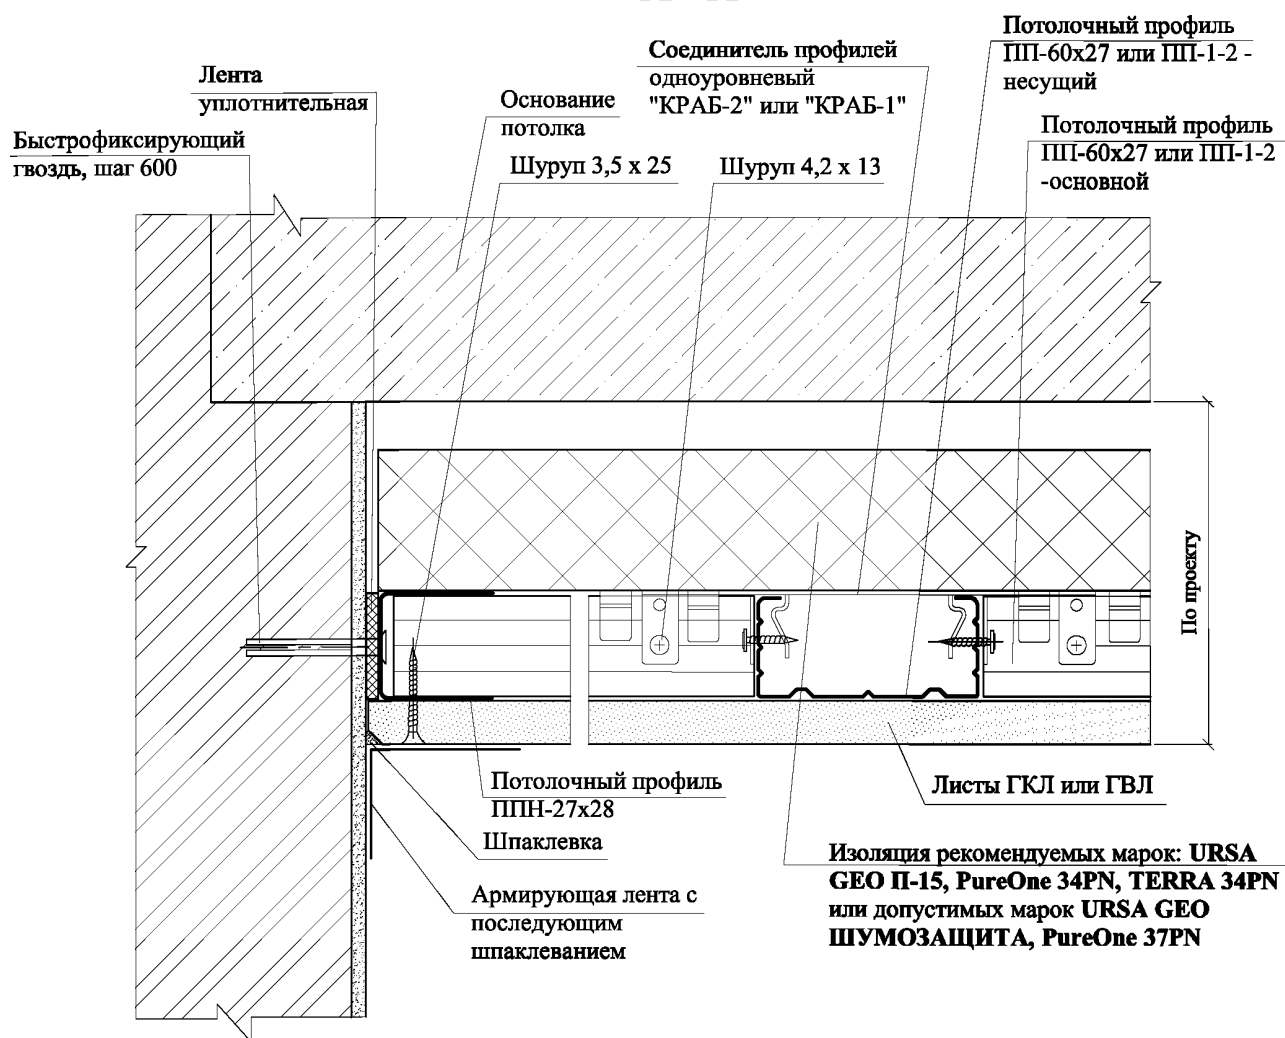 Потолочный профиль
ПП-60х27 или ПП-1-2 -
несущий
Соединитель профилей
одноуровневый
"КРАБ-2" или "КРАБ-1"
Лента
уплотнительная
Основание
потолка
Потолочный профиль
ПП-60х27 или ПП-1-2
-основной
Быстрофиксирующий
гвоздь, шаг 600
Шуруп 3,5 х 25
Шуруп 4,2 х 13
По проекту
Потолочный профиль
ППН-27х28
Листы ГКЛ или ГВЛ
Шпаклевка
Изоляция рекомендуемых марок: URSA
GEO П-15, PureOne 34PN, TERRA 34PN
или допустимых марок URSA GEO
ШУМОЗАЩИТА, PureOne 37PN
Армирующая лента с
последующим
шпаклеванием